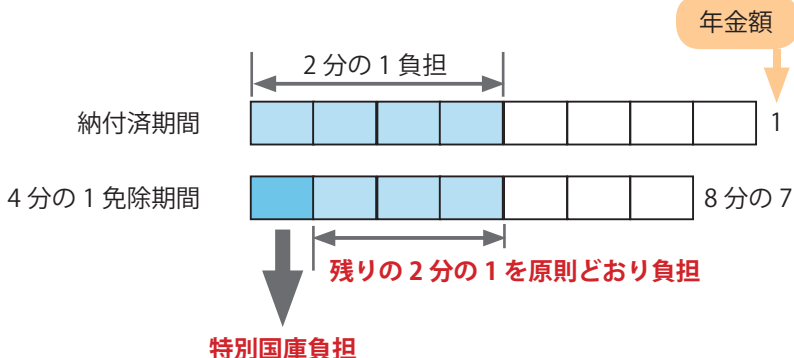 年金額
2分の1負担
納付済期間
1
4分の1免除期間
8分の7
残りの2分の1を原則どおり負担
特別国庫負担